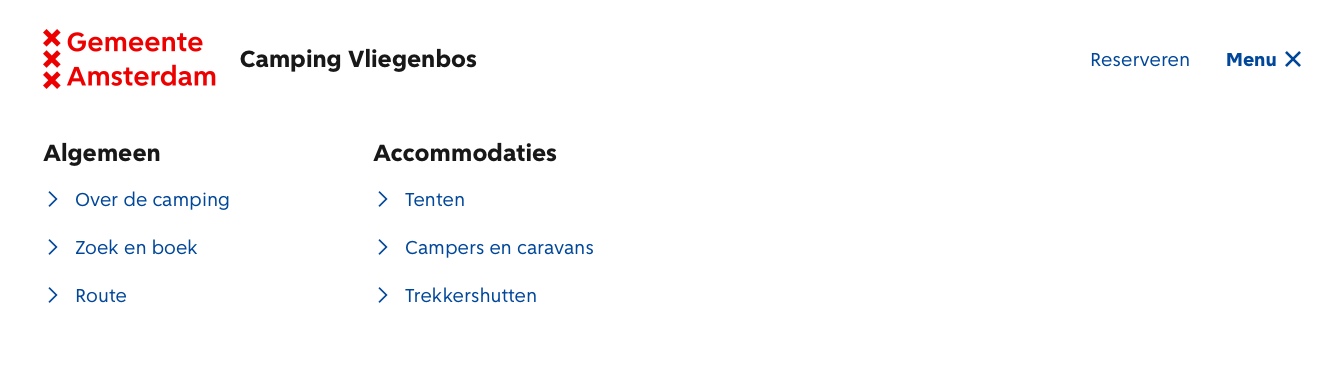 Gemeente
Amsterdam
Camping Vliegenbos
Reserveren
Menu
Algemeen
Over de camping
Zoek en boek
Route
Accommodaties
Tenten
Campers en caravans
Trekkershutten